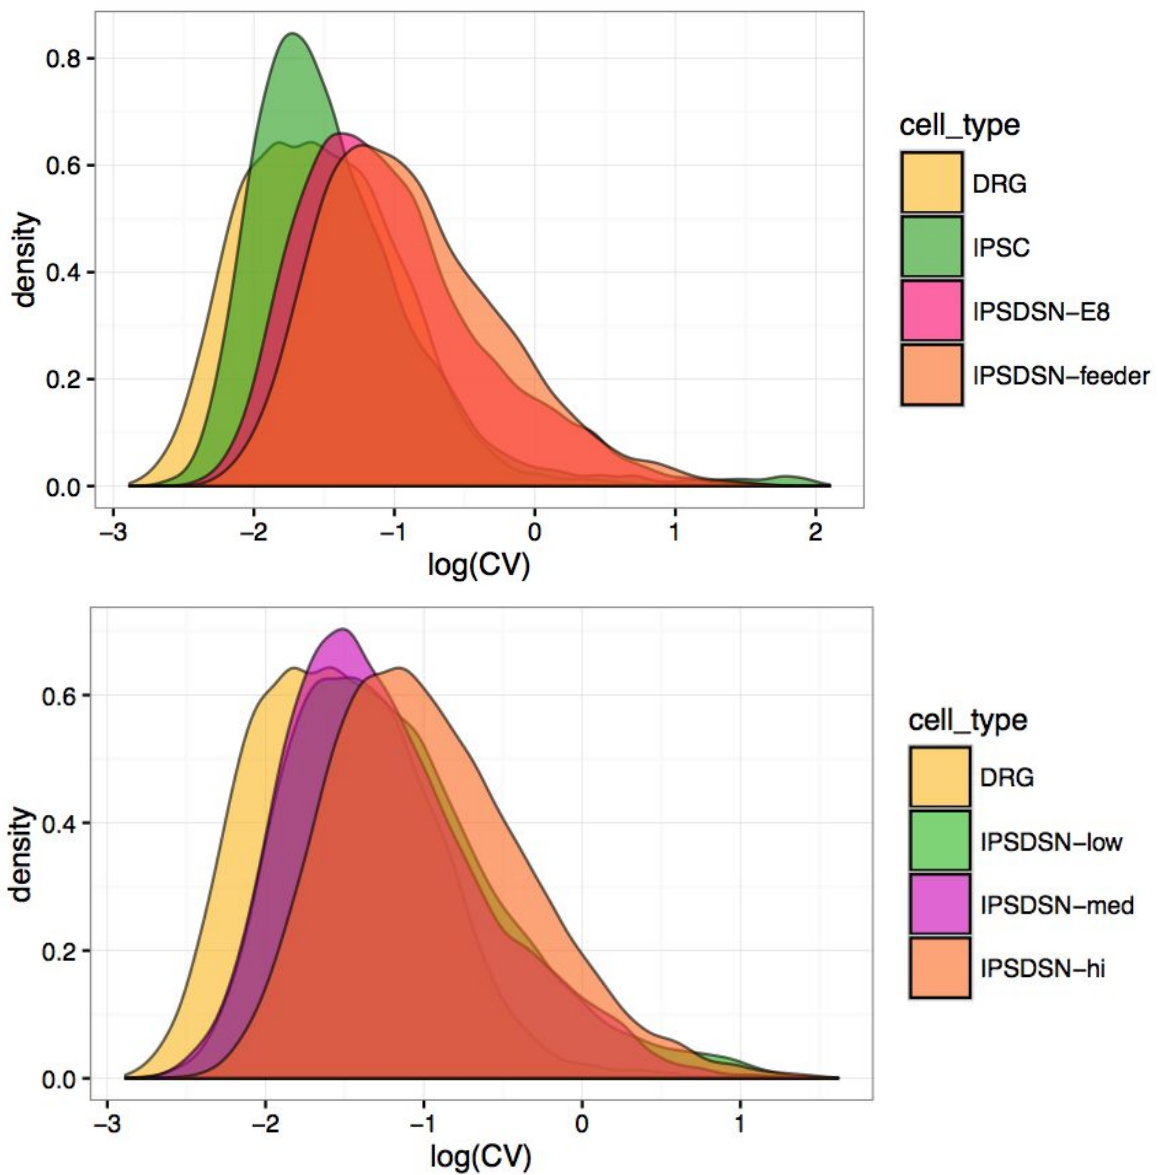 cell_type
DRG
IPSC
IPSDSN-E8
IPSDSN-feeder
density
0.8
0.6
0.4
0.2
0.0
−3 −2 −1 0 1 2
log(CV)
cell_type
DRG
IPSDSN−low
IPSDSN−med
IPSDSN−hi
density
0.6
0.4
0.2
0.0
−3 −2 −1 0 1
log(CV)